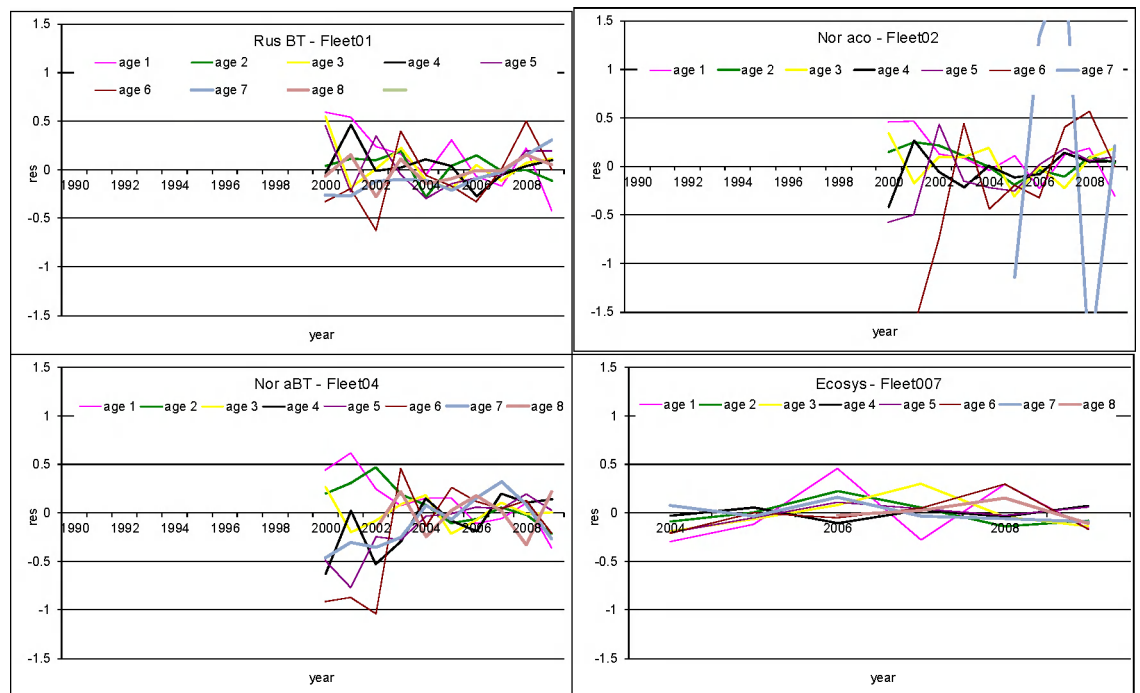 Rus BT - Fleet01
age 1 age 2 age 3 age 4 age 5
age 6 age 7 age 8
1.5
1
0.5
0
-0.5
-1
-1.5
res
1990 1992 1994 1996 1998 2000 2002 2004 2006 2008
year
Nor aco - Fleet02
age 1 age 2 age 3 age 4 age 5 age 6 age 7
1.5
1
0.5
0
-0.5
-1
-1.5
res
1990 1992 1994 1996 1998 2000 2002 2004 2006 2008
year
Nor aBT - Fleet04
age 1 age 2 age 3 age 4 age 5 age 6 age 7 age 8
1.5
1
0.5
0
-0.5
-1
-1.5
res
1990 1992 1994 1996 1998 2000 2002 2004 2006 2008
year
Ecosys - Fleet007
age 1 age 2 age 3 age 4 age 5 age 6 age 7 age 8
1.5
1
0.5
0
-0.5
-1
-1.5
res
2004 2006 2008
year